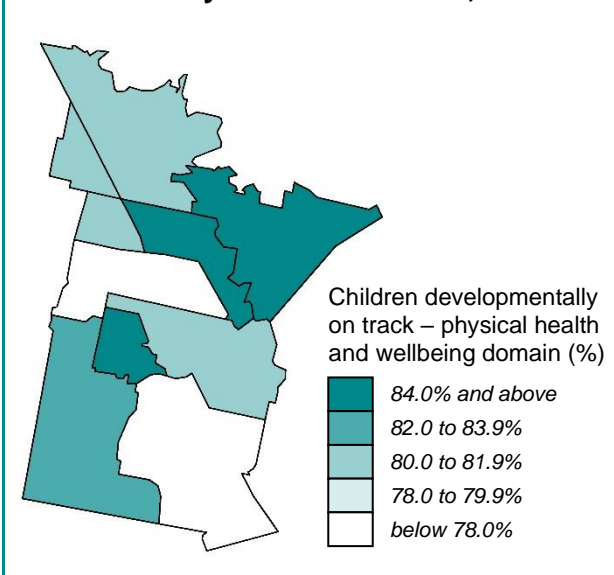 Children developmentally
on track – physical health
and wellbeing domain (%)
84.0% and above
82.0 to 83.9%
80.0 to 81.9%
78.0 to 79.9%
below 78.0%